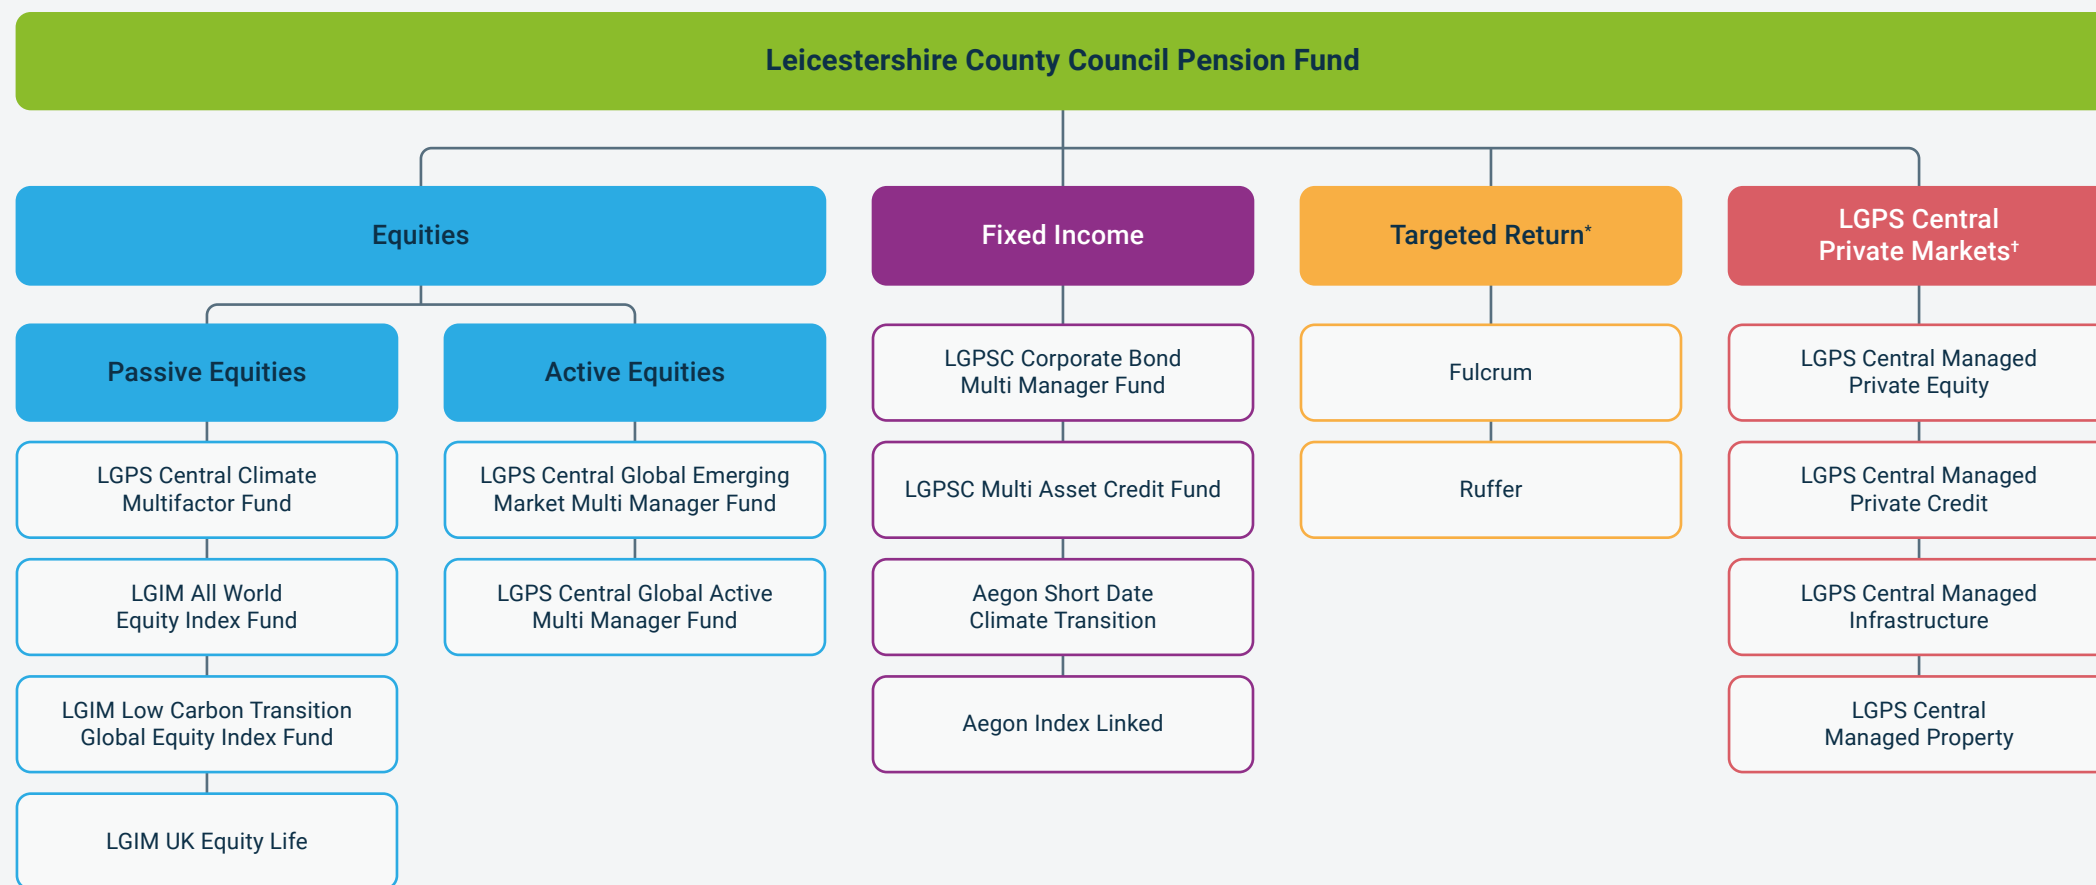 Leicestershire County Council Pension Fund
Equities
Fixed Income
Targeted Return*
LGPS Central
Private Markets†
Passive Equities
Active Equities
LGPS Central Climate
Multifactor Fund
LGIM All World
Equity Index Fund
LGIM Low Carbon Transition
Global Equity Index Fund
LGIM UK Equity Life
LGPS Central Global Emerging
Market Multi Manager Fund
LGPS Central Global Active
Multi Manager Fund
LGPSC Corporate Bond
Multi Manager Fund
LGPSC Multi Asset Credit Fund
Aegon Short Date
Climate Transition
Aegon Index Linked
Fulcrum
Ruffer
LGPS Central Managed
Private Equity
LGPS Central Managed
Private Credit
LGPS Central Managed
Infrastructure
LGPS Central
Managed Property